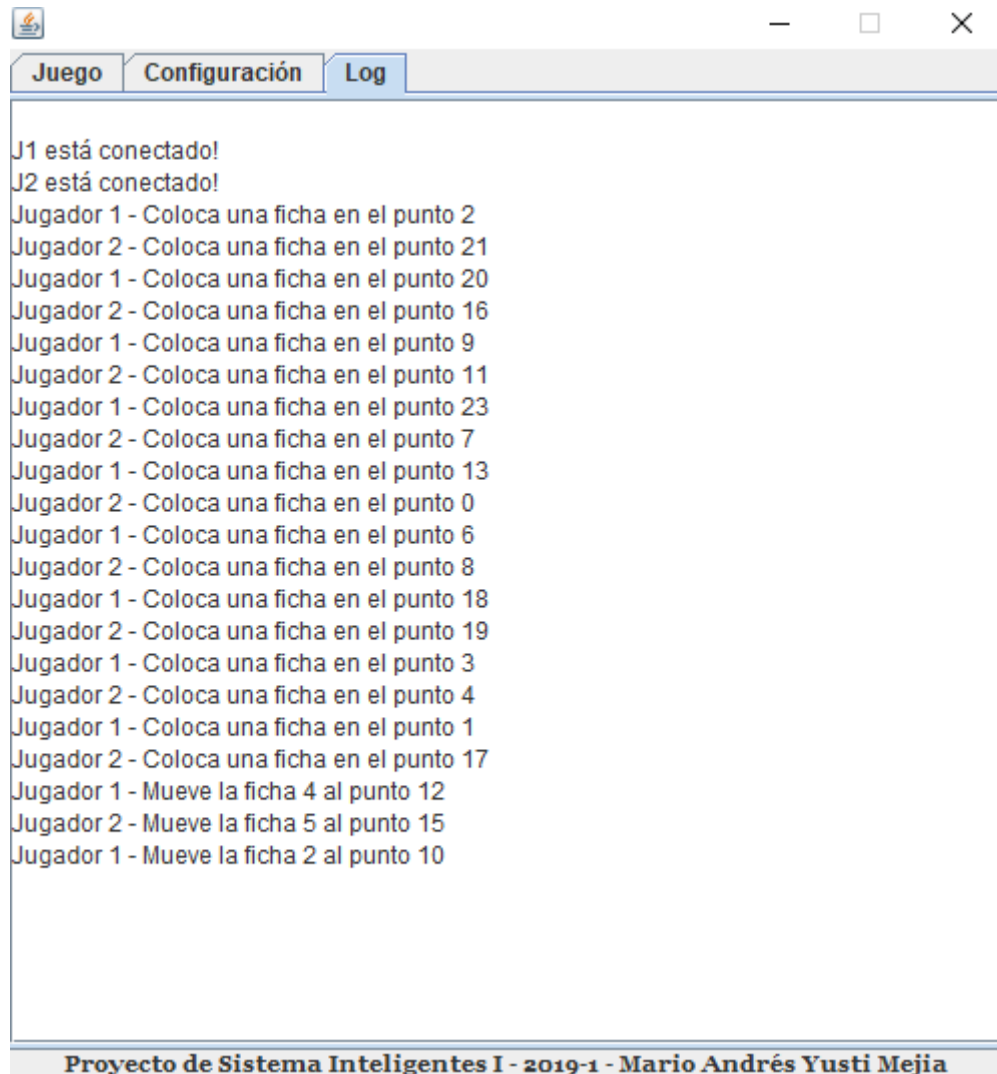 Juego Configuración Log
J1 está conectado!
J2 está conectado!
Jugador 1 - Coloca una ficha en el punto 2
Jugador 2 - Coloca una ficha en el punto 21
Jugador 1 - Coloca una ficha en el punto 20
Jugador 2 - Coloca una ficha en el punto 16
Jugador 1 - Coloca una ficha en el punto 9
Jugador 2 - Coloca una ficha en el punto 11
Jugador 1 - Coloca una ficha en el punto 23
Jugador 2 - Coloca una ficha en el punto 7
Jugador 1 - Coloca una ficha en el punto 13
Jugador 2 - Coloca una ficha en el punto 0
Jugador 1 - Coloca una ficha en el punto 6
Jugador 2 - Coloca una ficha en el punto 8
Jugador 1 - Coloca una ficha en el punto 18
Jugador 2 - Coloca una ficha en el punto 19
Jugador 1 - Coloca una ficha en el punto 3
Jugador 2 - Coloca una ficha en el punto 4
Jugador 1 - Coloca una ficha en el punto 1
Jugador 2 - Coloca una ficha en el punto 17
Jugador 1 - Mueve la ficha 4 al punto 12
Jugador 2 - Mueve la ficha 5 al punto 15
Jugador 1 - Mueve la ficha 2 al punto 10
Proyecto de Sistema Inteligentes I - 2019-1 - Mario Andrés Yusti Mejia